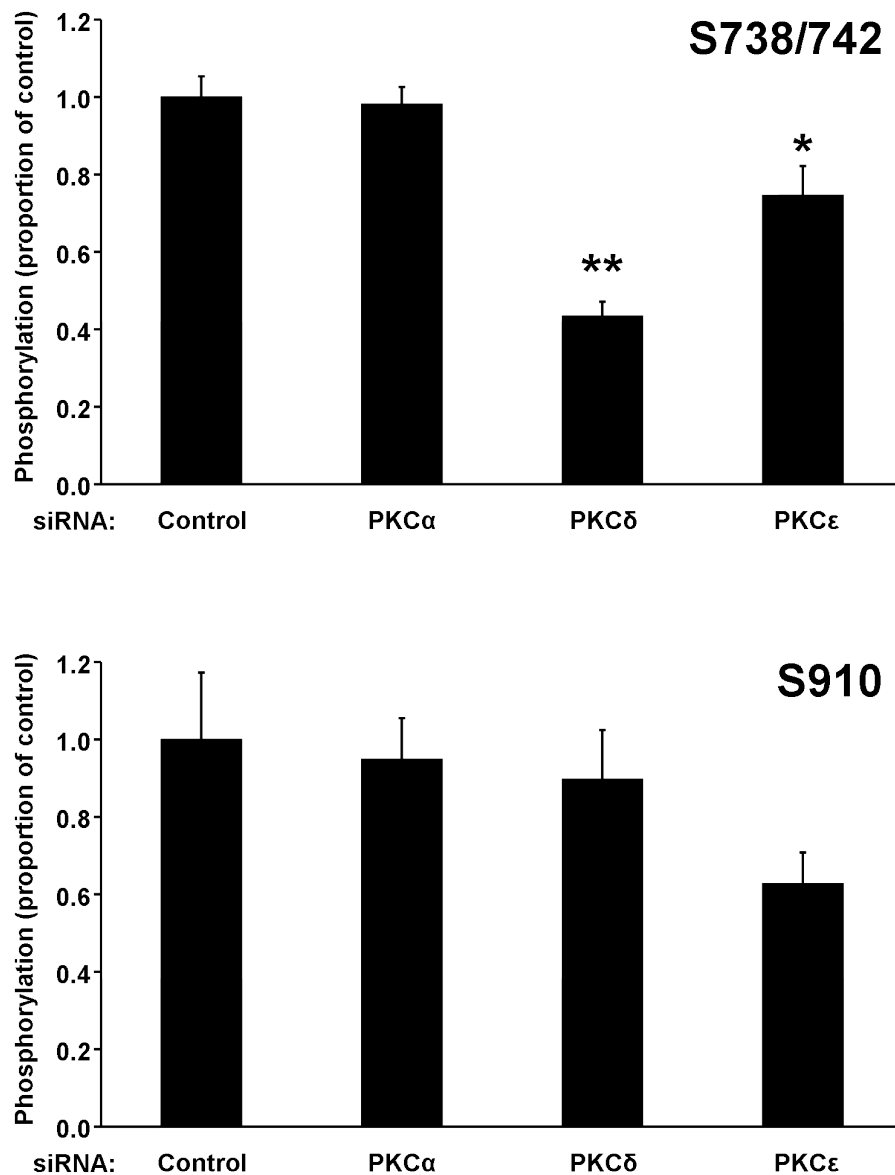 S738/742
Phosphorylation (proportion of control)
1.2
1.0
0.8
0.6
0.4
0.2
0.0
**
*
siRNA: Control PKCα PKCδ PKCε
S910
Phosphorylation (proportion of control)
1.2
1.0
0.8
0.6
0.4
0.2
0.0
siRNA: Control PKCα PKCδ PKCε